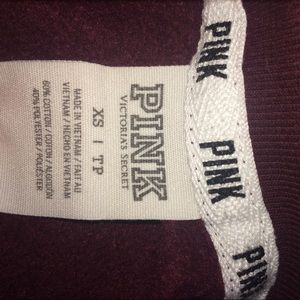 PINK
VICTORIA'S SECRET
XS | TP
MADE IN VIETNAM / FAIT AU
VIETNAM / HECHO EN VIETNAM
60% COTTON / COTON / ALGODÓN
40% POLYESTER / POLIÉSTER
PINK
PINK
PINK
PINK